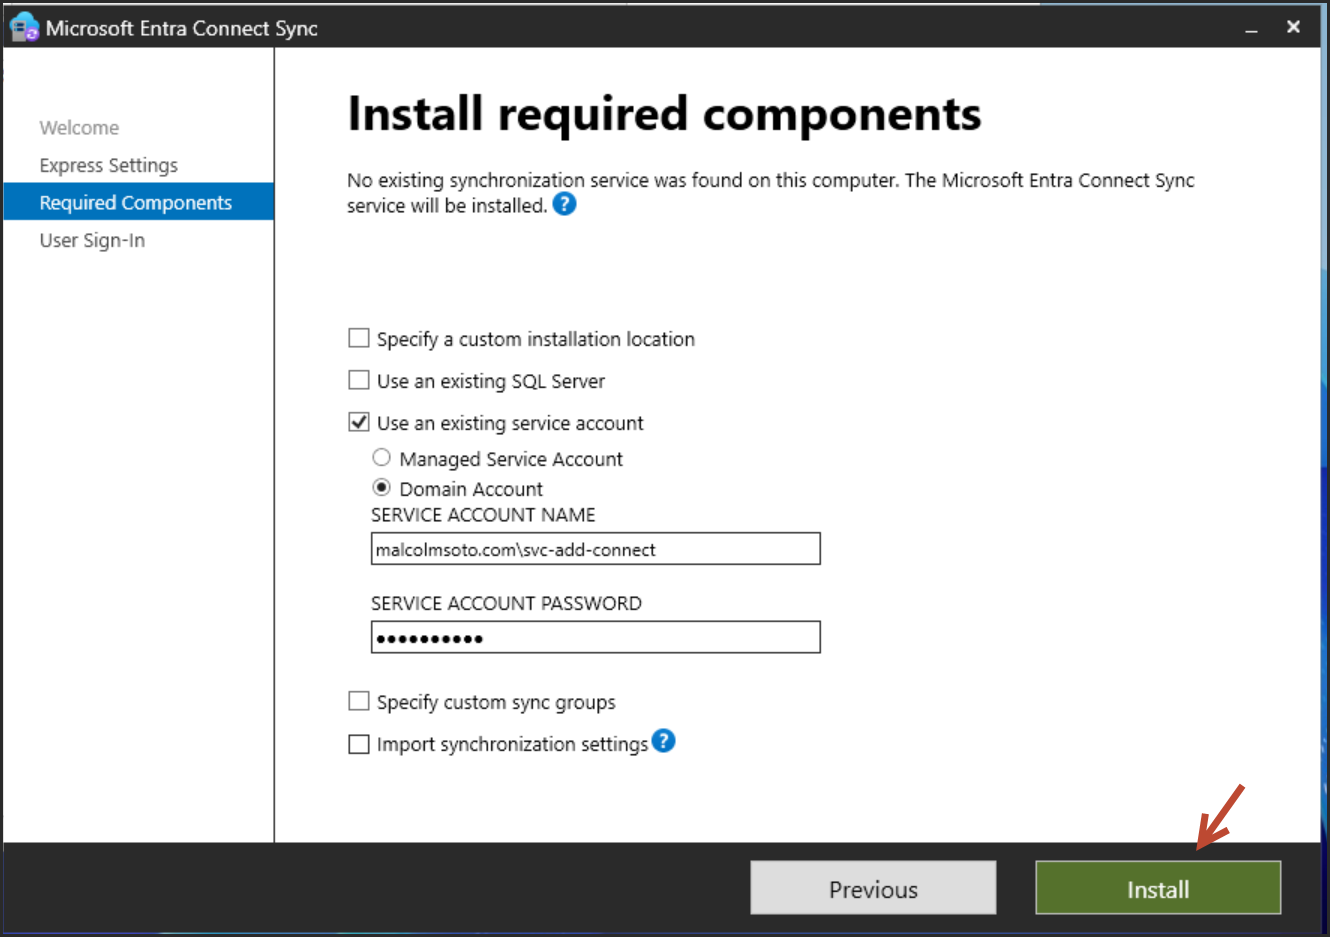 Microsoft Entra Connect Sync
Welcome
Express Settings
Required Components
User Sign-In
Install required components
No existing synchronization service was found on this computer. The Microsoft Entra Connect Sync
service will be installed. ?
Specify a custom installation location
Use an existing SQL Server
Use an existing service account
Managed Service Account
Domain Account
SERVICE ACCOUNT NAME
malcolmsoto.com\svc-add-connect
SERVICE ACCOUNT PASSWORD
●●●●●●●●●●
Specify custom sync groups
Import synchronization settings ?
Previous
Install